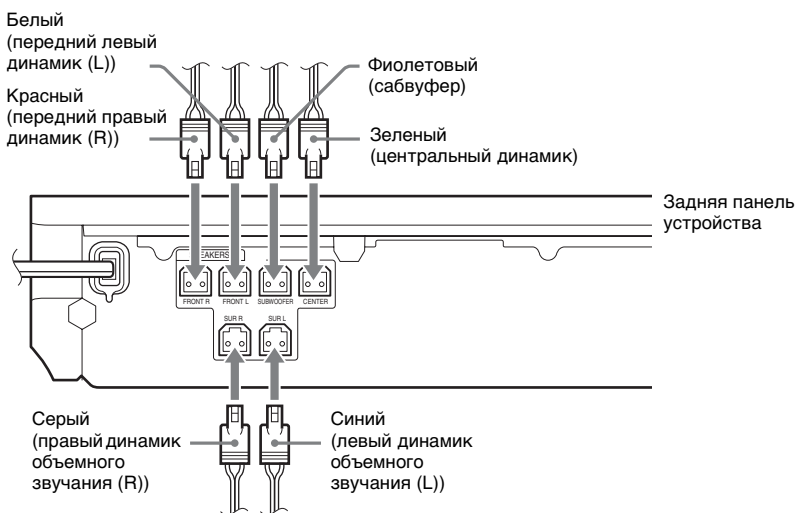 Белый
(передний левый
динамик (L))
Красный
(передний правый
динамик (R))
Фиолетовый
(сабвуфер)
Зеленый
(центральный динамик)
Задняя панель
устройства
EAKERS
FRONT R
FRONT L
SUBWOOFER
CENTER
SUR R
SUR L
Серый
(правый динамик
объемного
звучания (R))
Синий
(левый динамик
объемного
звучания (L))